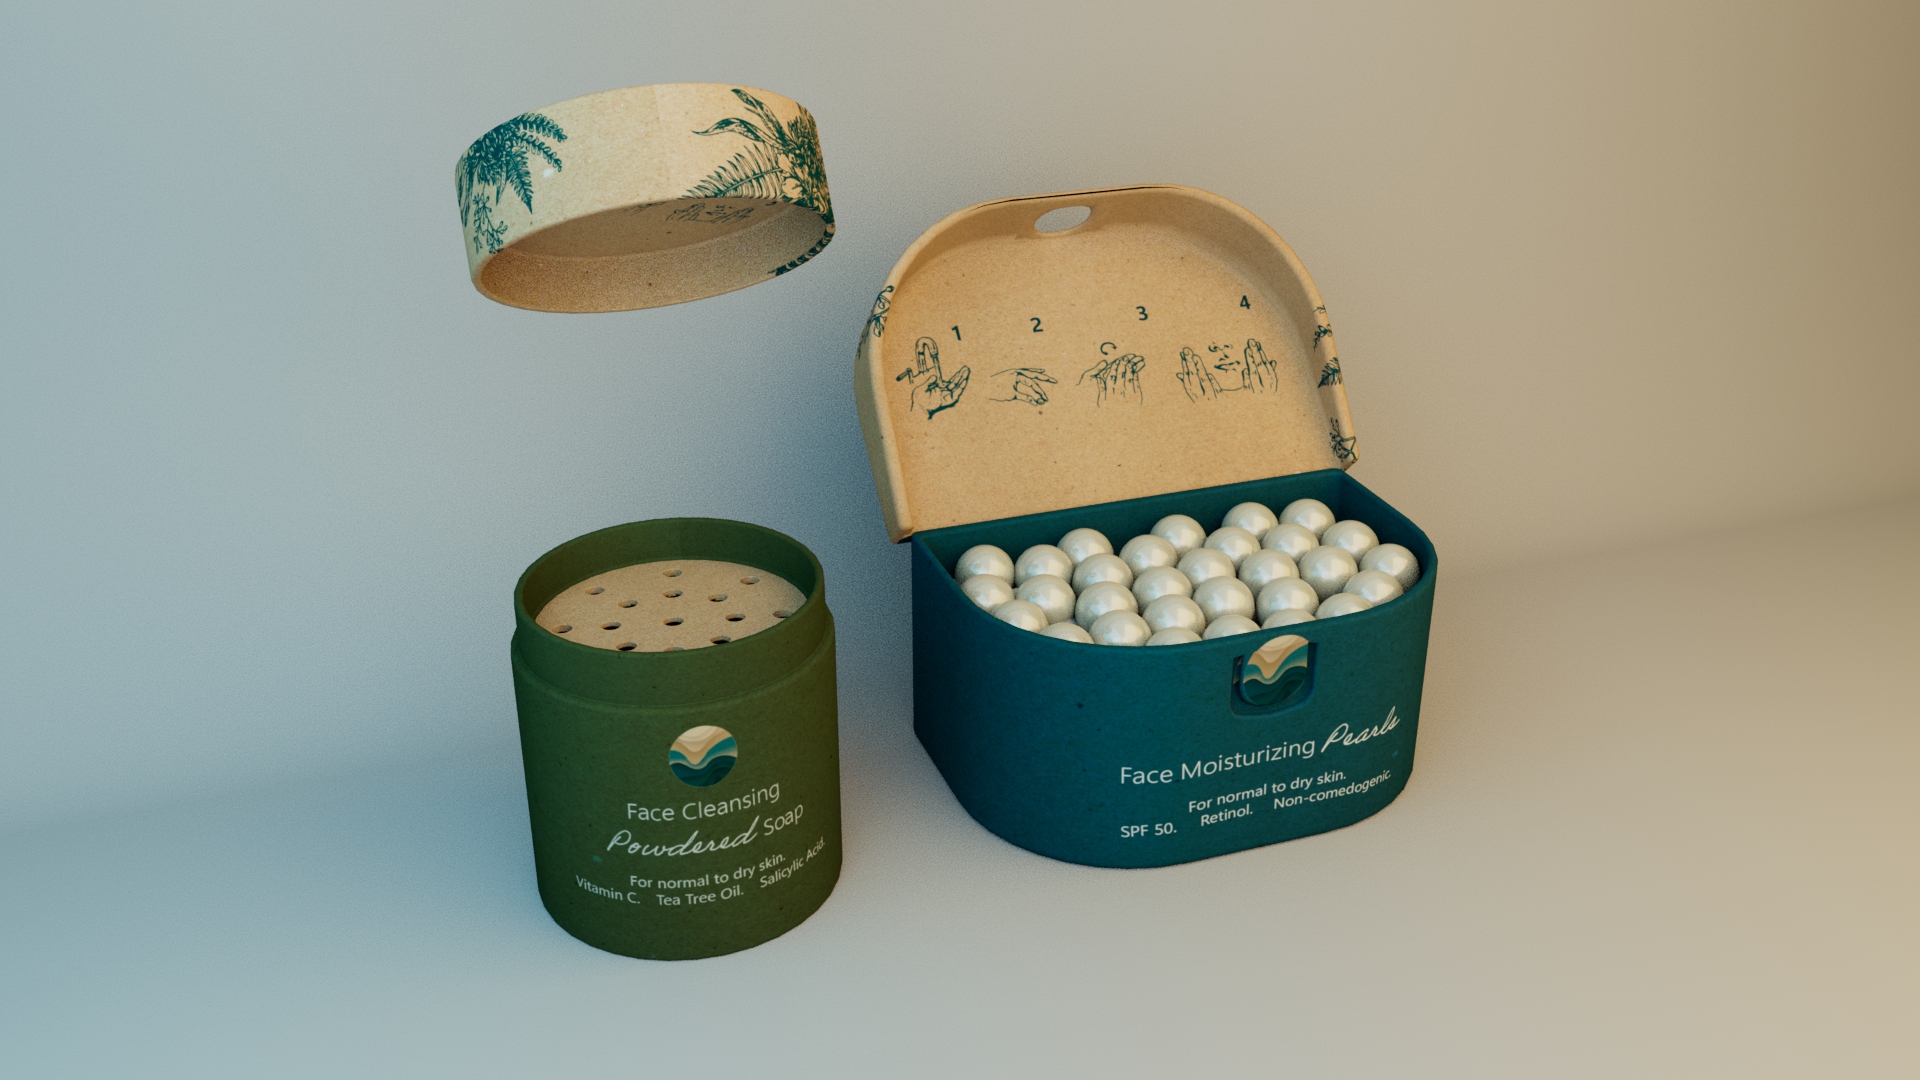 1 2 3 4
Face Cleansing
Powdered Soap
For normal to dry skin.
Vitamin C. Tea Tree Oil. Salicylic Acid.
Face Moisturizing Pearls
For normal to dry skin.
SPF 50. Retinol. Non-comedogenic.